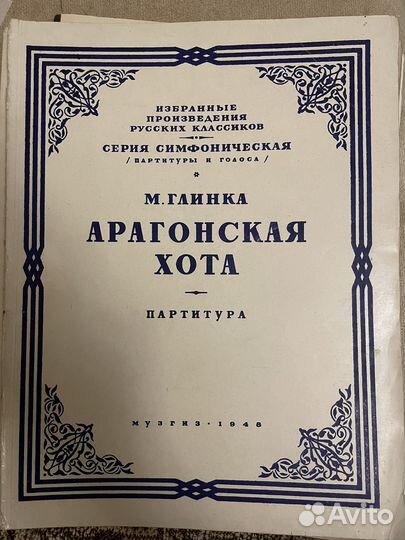 ИЗБРАННЫЕ
ПРОИЗВЕДЕНИЯ
РУССКИХ КЛАССИКОВ
СЕРИЯ СИМФОНИЧЕСКАЯ
/ПАРТИТУРЫ И ГОЛОСА/
М. ГЛИНКА
АРАГОНСКАЯ
ХОТА
ПАРТИТУРА
МУЗГИЗ · 1948
Avito